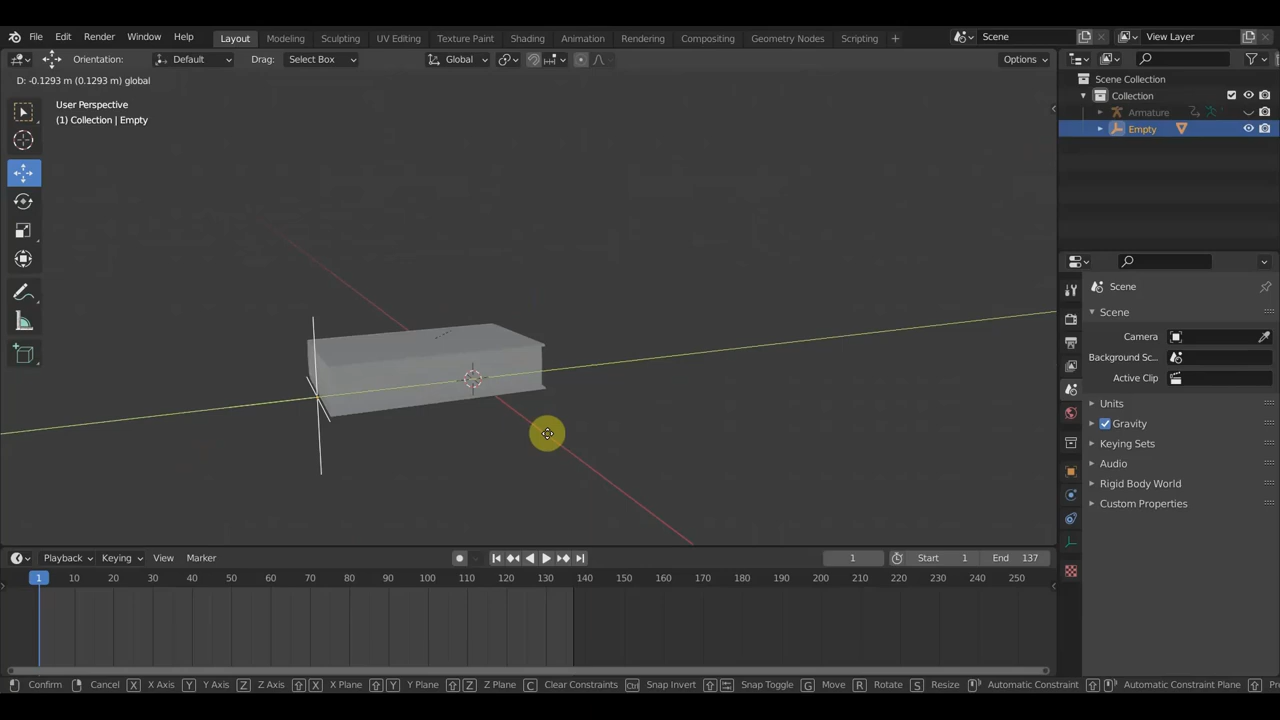 File Edit Render Window Help Layout Modeling Sculpting UV Editing Texture Paint Shading Animation Rendering Compositing Geometry Nodes Scripting + Scene View Layer
Orientation: Default Drag: Select Box Global Options
D: -0.1293 m (0.1293 m) global
User Perspective
(1) Collection | Empty
Scene Collection
Collection
Armature
Empty
Scene
Scene
Camera
Background Sc...
Active Clip
Units
Gravity
Keying Sets
Audio
Rigid Body World
Custom Properties
Playback Keying View Marker 1 Start 1 End 137
1 10 20 30 40 50 60 70 80 90 100 110 120 130 140 150 160 170 180 190 200 210 220 230 240 250
Confirm Cancel X X Axis Y Y Axis Z Z Axis X X Plane Y Y Plane Z Z Plane C Clear Constraints Ctrl Snap Invert Snap Toggle G Move R Rotate S Resize Automatic Constraint Automatic Constraint Plane Pr